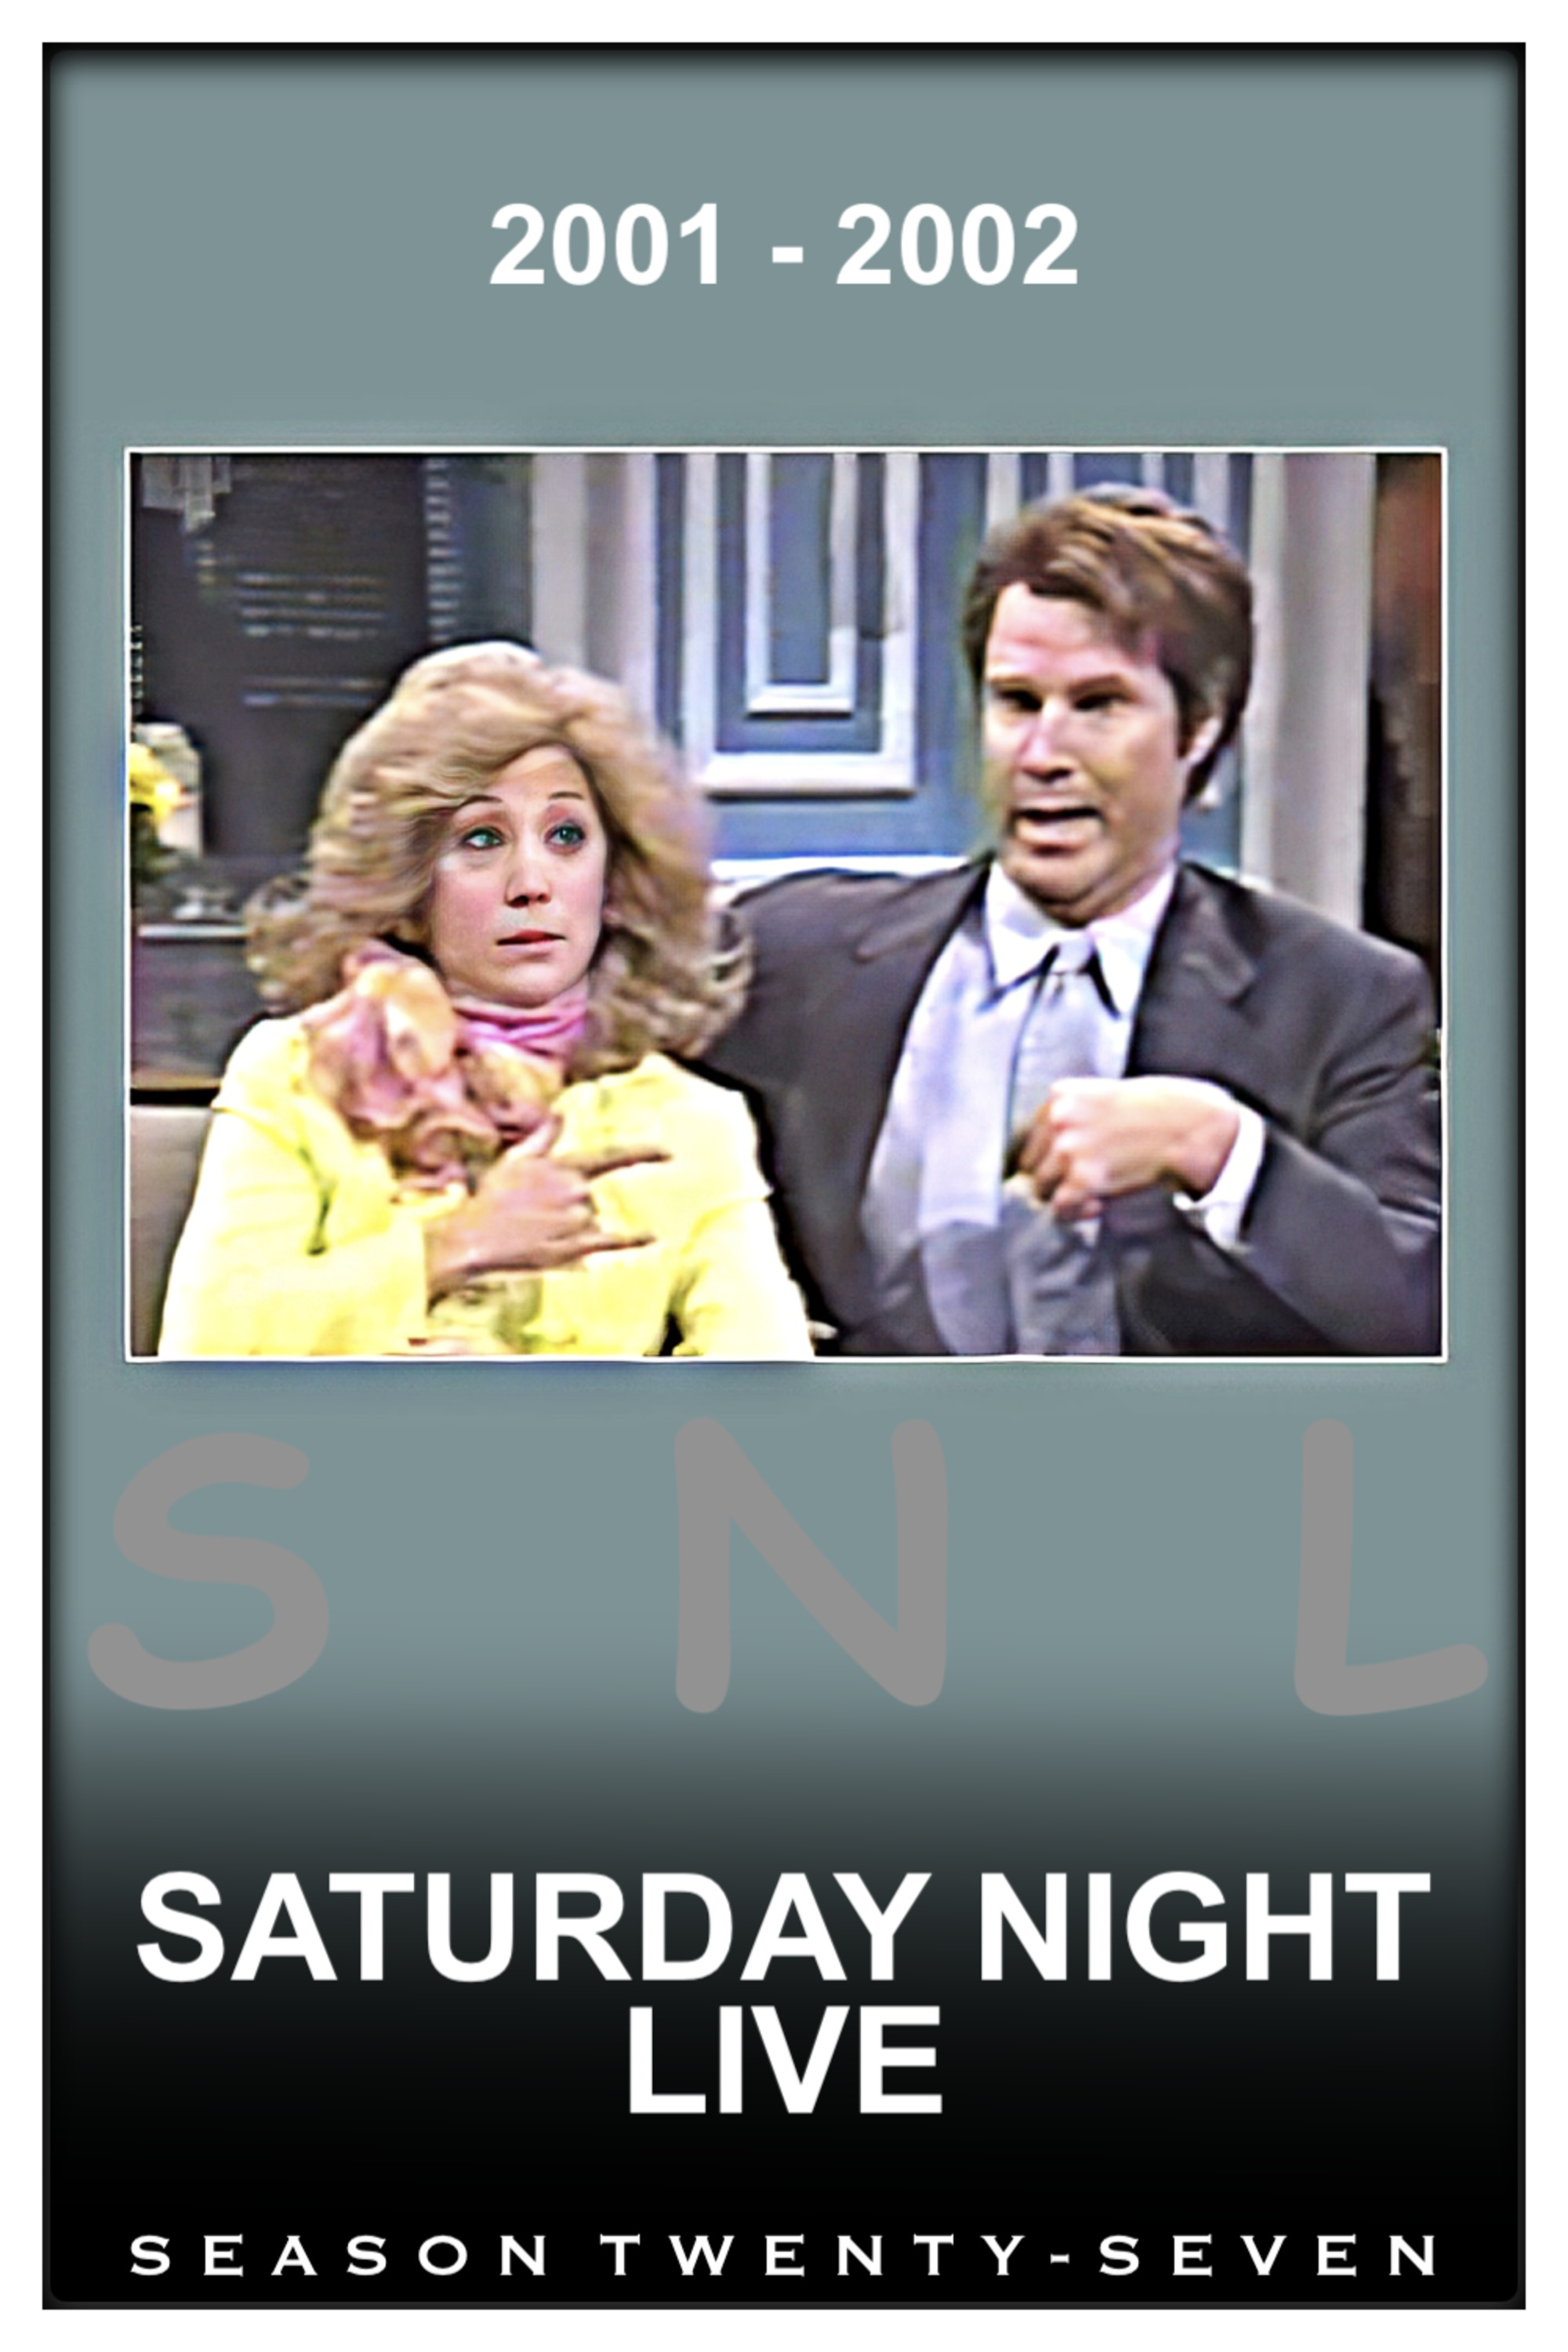 2001 - 2002
S N L
SATURDAY NIGHT
LIVE
SEASON TWENTY-SEVEN